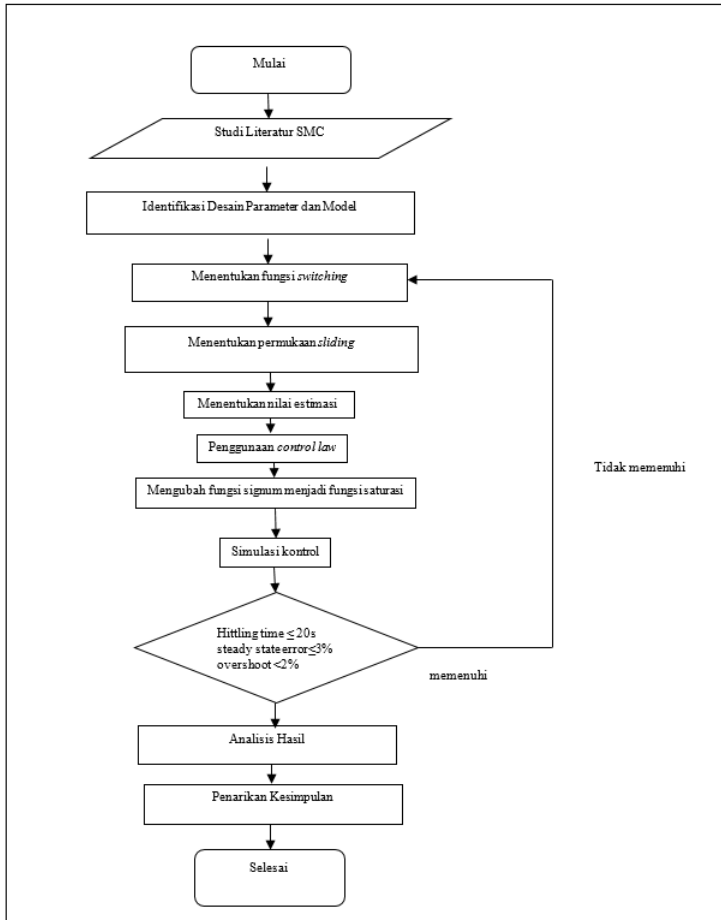 Mulai
Studi Literatur SMC
Identifikasi Desain Parameter dan Model
Menentukan fungsi switching
Menentukan permukaan sliding
Menentukan nilai estimasi
Penggunaan control law
Mengubah fungsi signum menjadi fungsi saturasi
Simulasi kontrol
Hittling time ≤ 20s
steady state error≤3%
overshoot <2%
Tidak memenuhi
memenuhi
Analisis Hasil
Penarikan Kesimpulan
Selesai